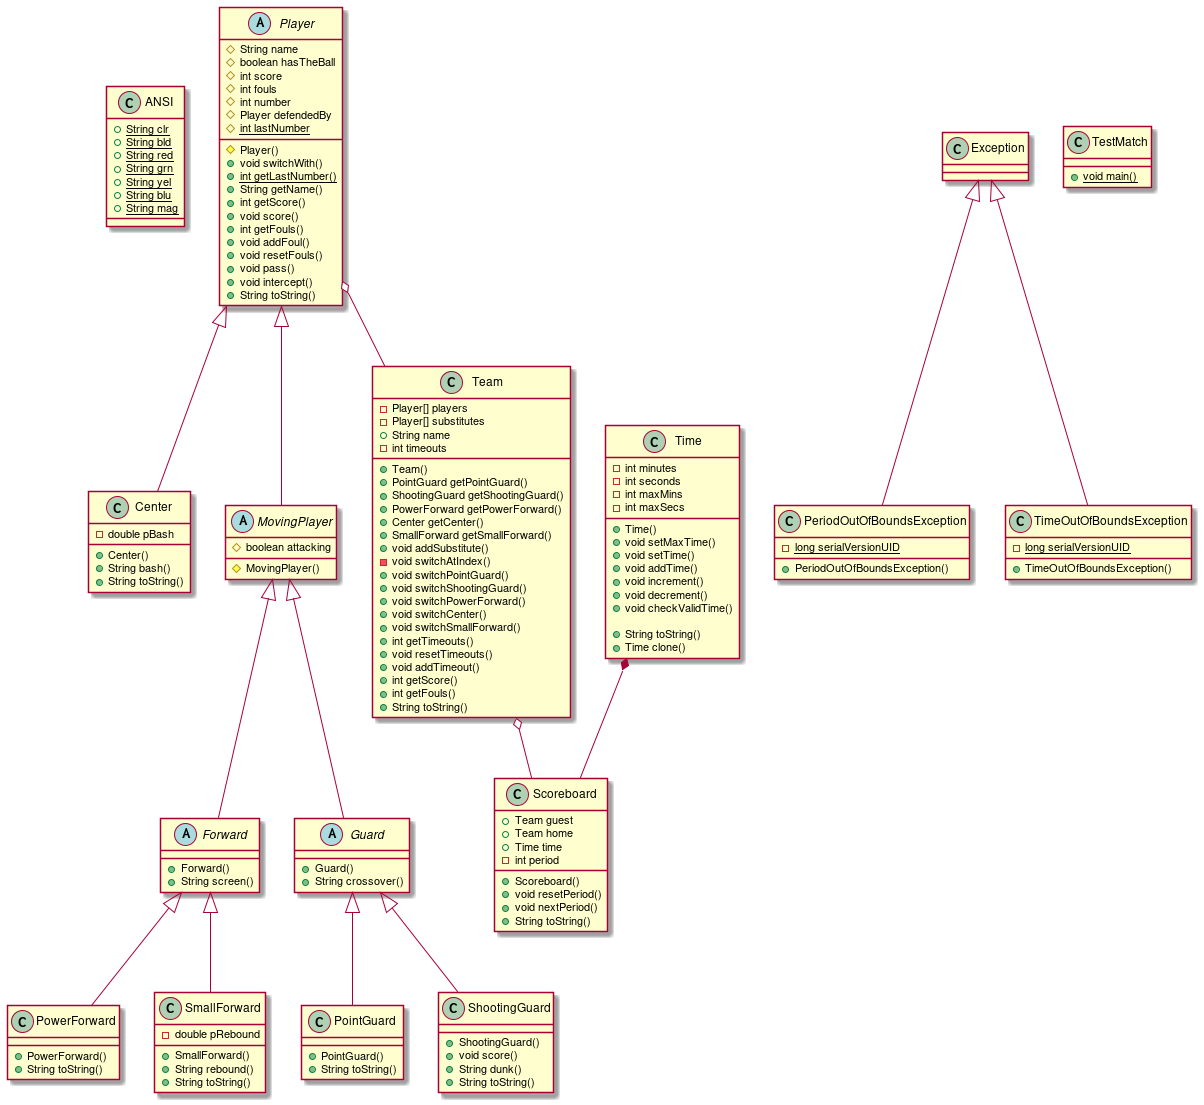 A Player
String name
boolean hasTheBall
int score
int fouls
int number
Player defendedBy
int lastNumber
Player()
void switchWith()
int getLastNumber()
String getName()
int getScore()
void score()
int getFouls()
void addFoul()
void resetFouls()
void pass()
void intercept()
String toString()
C ANSI
String clr
String bld
String red
String grn
String yel
String blu
String mag
C Exception
C TestMatch
void main()
C Team
Player[] players
Player[] substitutes
String name
int timeouts
Team()
PointGuard getPointGuard()
ShootingGuard getShootingGuard()
PowerForward getPowerForward()
Center getCenter()
SmallForward getSmallForward()
void addSubstitute()
void switchAtIndex()
void switchPointGuard()
void switchShootingGuard()
void switchPowerForward()
void switchCenter()
void switchSmallForward()
int getTimeouts()
void resetTimeouts()
void addTimeout()
int getScore()
int getFouls()
String toString()
C Time
int minutes
int seconds
int maxMins
int maxSecs
Time()
void setMaxTime()
void setTime()
void addTime()
void increment()
void decrement()
void checkValidTime()
String toString()
Time clone()
C Center
double pBash
Center()
String bash()
String toString()
A MovingPlayer
boolean attacking
MovingPlayer()
C PeriodOutOfBoundsException
long serialVersionUID
PeriodOutOfBoundsException()
C TimeOutOfBoundsException
long serialVersionUID
TimeOutOfBoundsException()
C Scoreboard
Team guest
Team home
Time time
int period
Scoreboard()
void resetPeriod()
void nextPeriod()
String toString()
A Forward
Forward()
String screen()
A Guard
Guard()
String crossover()
C PowerForward
PowerForward()
String toString()
C SmallForward
double pRebound
SmallForward()
String rebound()
String toString()
C PointGuard
PointGuard()
String toString()
C ShootingGuard
ShootingGuard()
void score()
String dunk()
String toString()